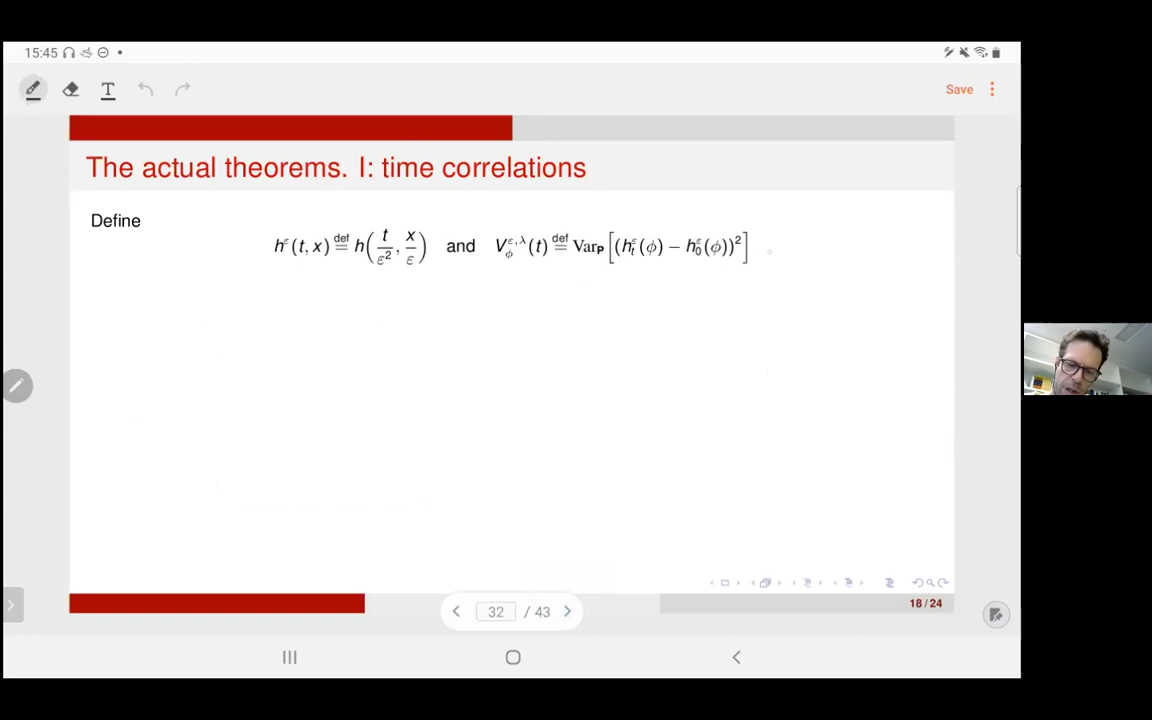 15:45
Save
The actual theorems. I: time correlations
Define
h^ε(t, x) ≝ h(t/ε², x/ε) and V_φ^{ε,λ}(t) ≝ Var_P[(h_t^ε(φ) − h_0^ε(φ))²]
32 / 43
18/24